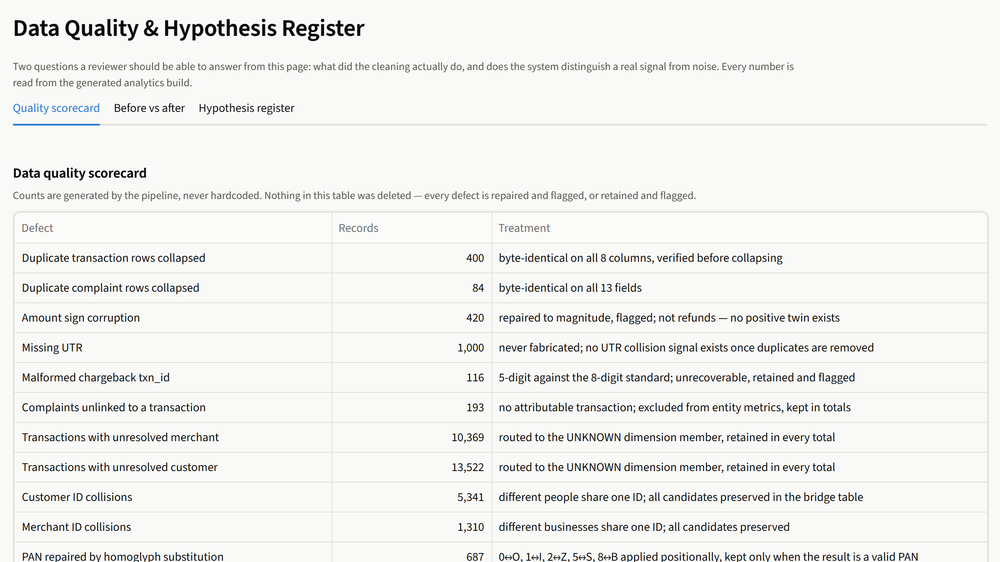 Data Quality & Hypothesis Register
Two questions a reviewer should be able to answer from this page: what did the cleaning actually do, and does the system distinguish a real signal from noise. Every number is
read from the generated analytics build.
Quality scorecard Before vs after Hypothesis register
Data quality scorecard
Counts are generated by the pipeline, never hardcoded. Nothing in this table was deleted — every defect is repaired and flagged, or retained and flagged.
Defect Records Treatment
Duplicate transaction rows collapsed 400 byte-identical on all 8 columns, verified before collapsing
Duplicate complaint rows collapsed 84 byte-identical on all 13 fields
Amount sign corruption 420 repaired to magnitude, flagged; not refunds — no positive twin exists
Missing UTR 1,000 never fabricated; no UTR collision signal exists once duplicates are removed
Malformed chargeback txn_id 116 5-digit against the 8-digit standard; unrecoverable, retained and flagged
Complaints unlinked to a transaction 193 no attributable transaction; excluded from entity metrics, kept in totals
Transactions with unresolved merchant 10,369 routed to the UNKNOWN dimension member, retained in every total
Transactions with unresolved customer 13,522 routed to the UNKNOWN dimension member, retained in every total
Customer ID collisions 5,341 different people share one ID; all candidates preserved in the bridge table
Merchant ID collisions 1,310 different businesses share one ID; all candidates preserved
PAN repaired by homoglyph substitution 687 0↔O, 1↔I, 2↔Z, 5↔S, 8↔B applied positionally, kept only when the result is a valid PAN